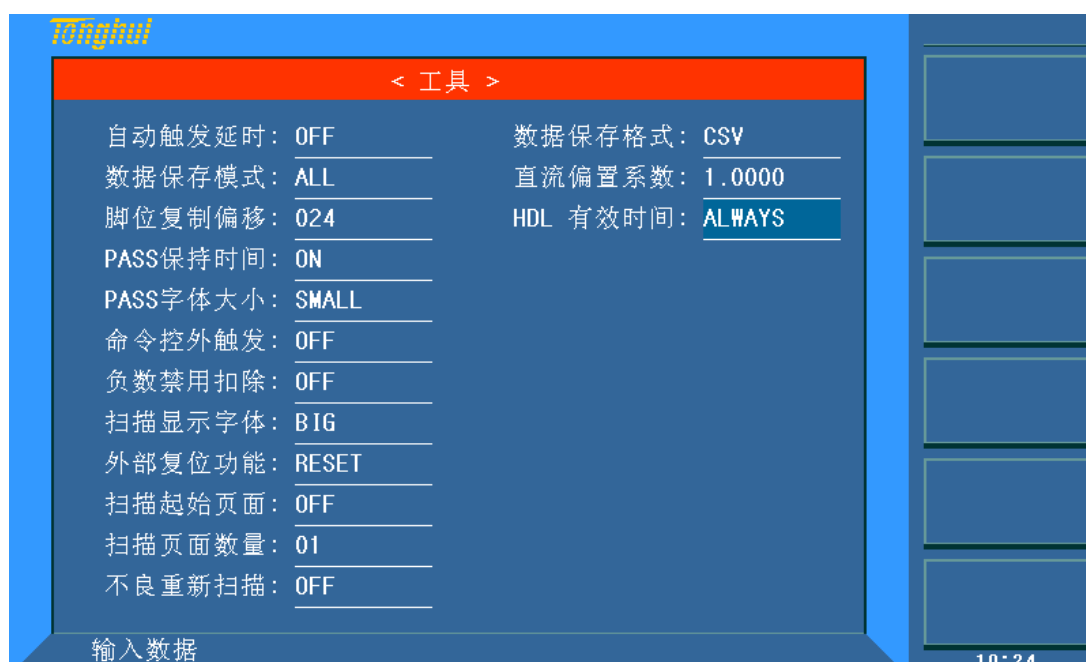 Tonghui
< 工具 >
自动触发延时: OFF
数据保存模式: ALL
脚位复制偏移: 024
PASS保持时间: ON
PASS字体大小: SMALL
命令控外触发: OFF
负数禁用扣除: OFF
扫描显示字体: BIG
外部复位功能: RESET
扫描起始页面: OFF
扫描页面数量: 01
不良重新扫描: OFF
数据保存格式: CSV
直流偏置系数: 1.0000
HDL 有效时间: ALWAYS
输入数据